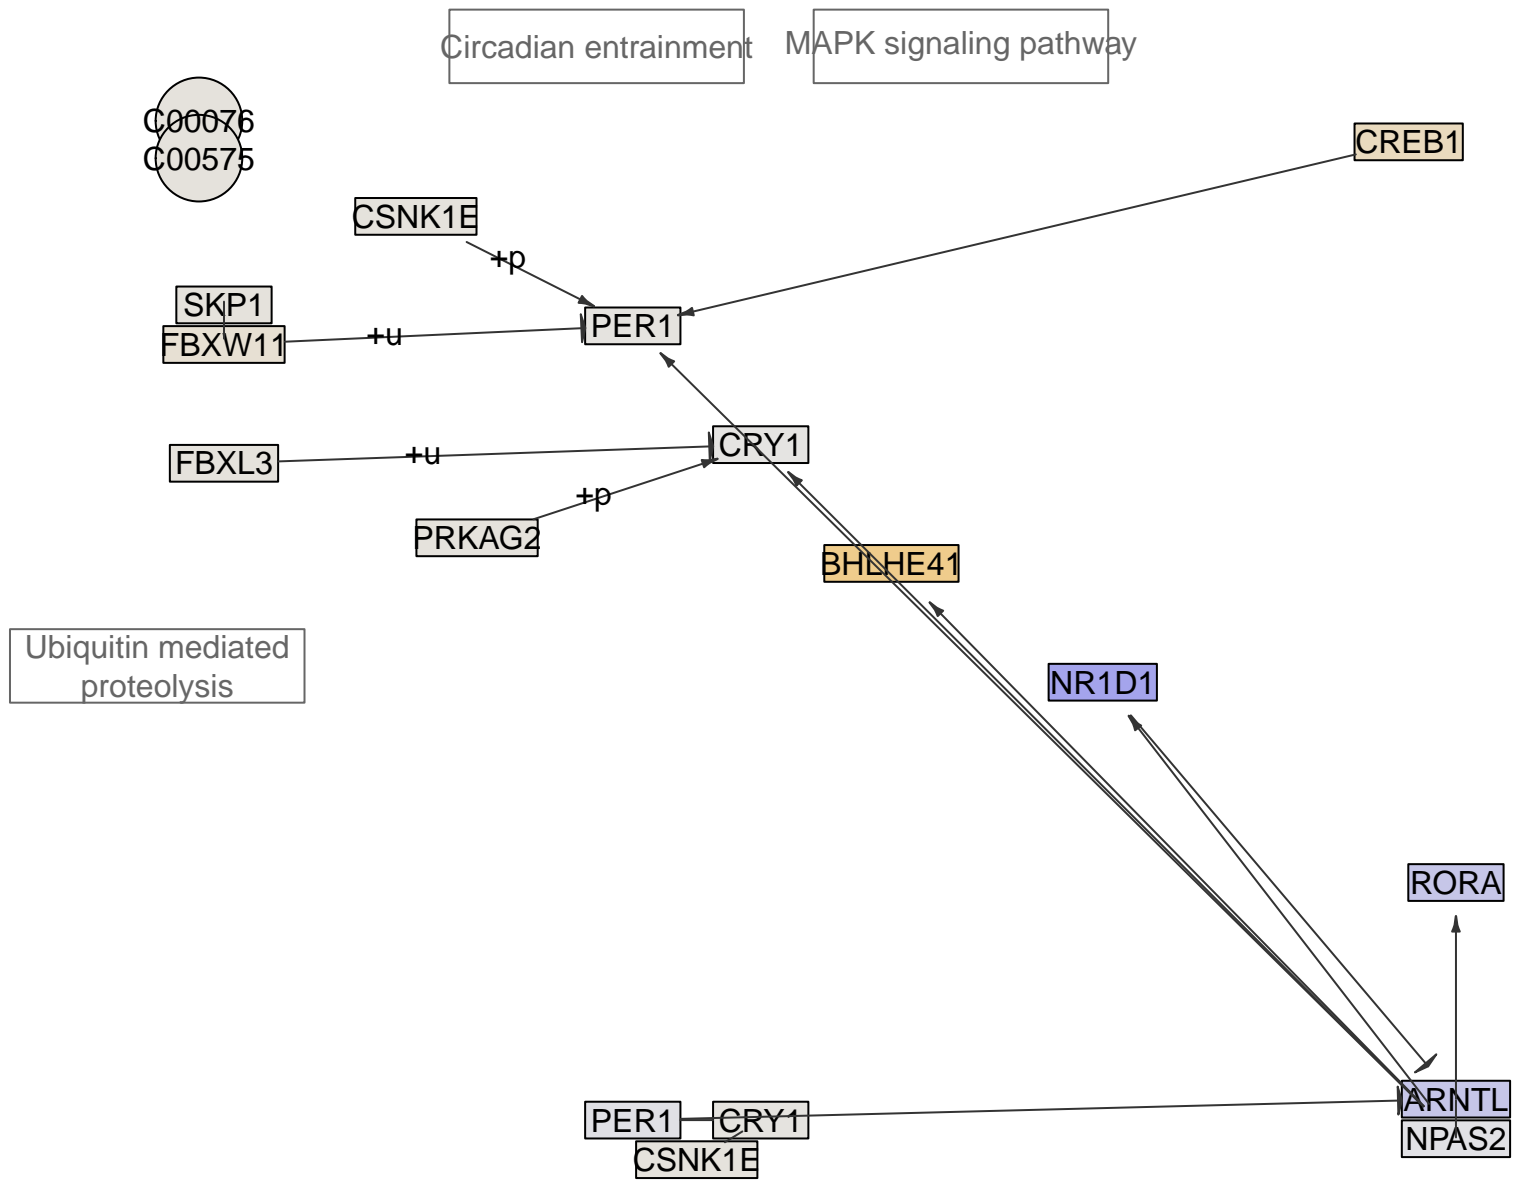 Circadian entrainment
MAPK signaling pathway
C00076
C00575
CREB1
CSNK1E
+p
SKP1
PER1
FBXW11
+u
CRY1
FBXL3
+u
+p
PRKAG2
BHLHE41
Ubiquitin mediated
proteolysis
NR1D1
RORA
ARNTL
PER1
CRY1
NPAS2
CSNK1E